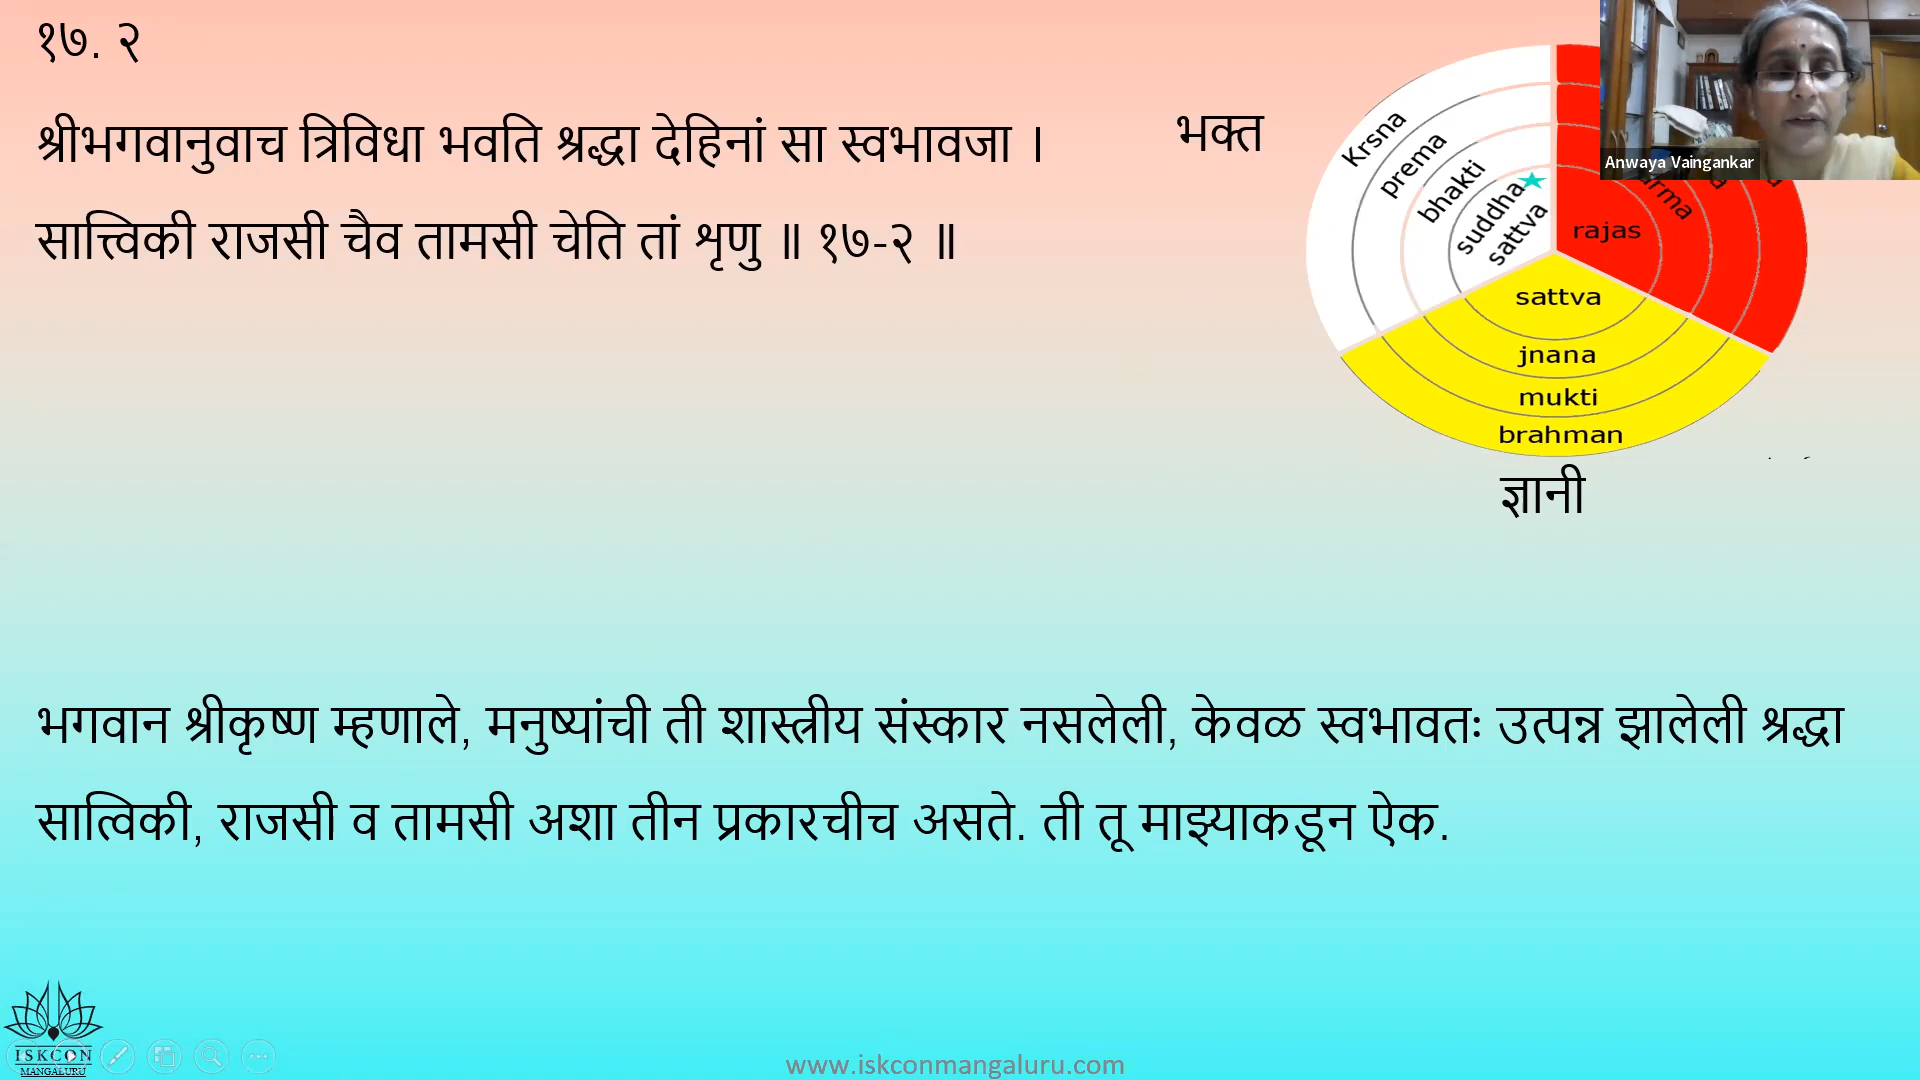 १७. २
श्रीभगवानुवाच त्रिविधा भवति श्रद्धा देहिनां सा स्वभावजा ।
सात्त्विकी राजसी चैव तामसी चेति तां शृणु ॥ १७-२ ॥
भक्त
Krsna
prema
bhakti
suddha
sattva
rajas
sattva
jnana
mukti
brahman
ज्ञानी
Anwaya Vaingankar
भगवान श्रीकृष्ण म्हणाले, मनुष्यांची ती शास्त्रीय संस्कार नसलेली, केवळ स्वभावतः उत्पन्न झालेली श्रद्धा
सात्विकी, राजसी व तामसी अशा तीन प्रकारचीच असते. ती तू माझ्याकडून ऐक.
ISKCON
MANGALURU
www.iskconmangaluru.com